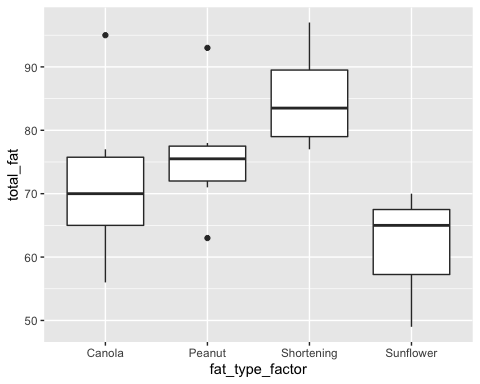 total_fat
90
80
70
60
50
Canola Peanut Shortening Sunflower
fat_type_factor